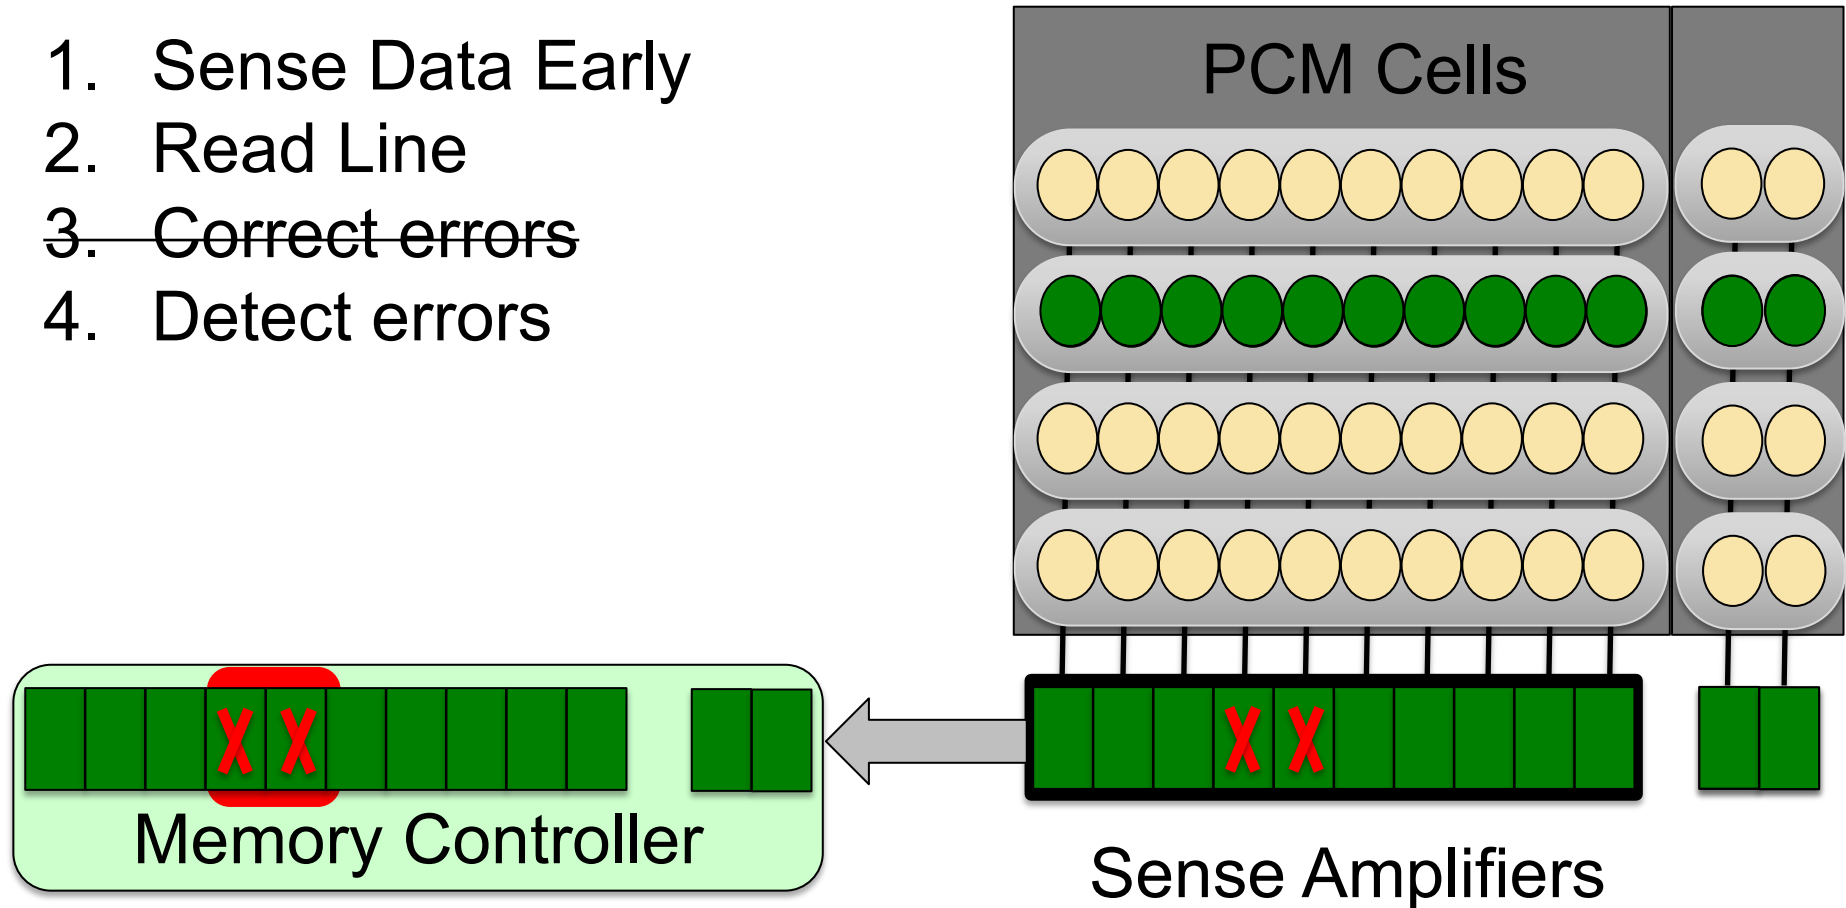 1. Sense Data Early
2. Read Line
3. Correct errors
4. Detect errors
PCM Cells
X X
X X
Memory Controller
Sense Amplifiers